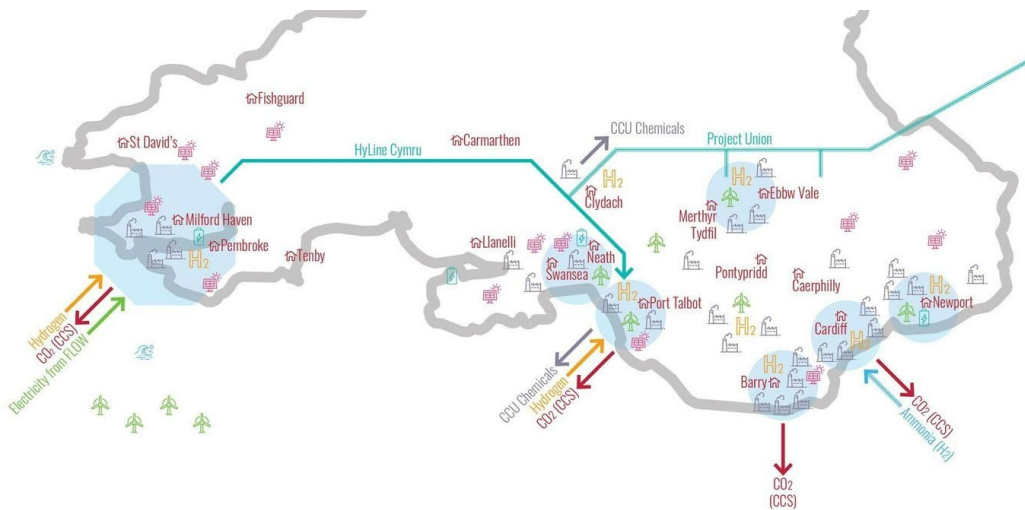 Fishguard
St David's
Carmarthen
CCU Chemicals
Project Union
HyLine Cymru
H2
Clydach
H2
Ebbw Vale
Merthyr
Tydfil
Milford Haven
Pembroke
H2
Tenby
Llanelli
Neath
Swansea
Pontypridd
Caerphilly
H2
Port Talbot
H2
Newport
H2
Cardiff
H2
Barry
Hydrogen
CO2 (CCS)
Electricity from FLOW
CCU Chemicals
Hydrogen
CO2 (CCS)
CO2 (CCS)
Ammonia (H2)
CO2
(CCS)